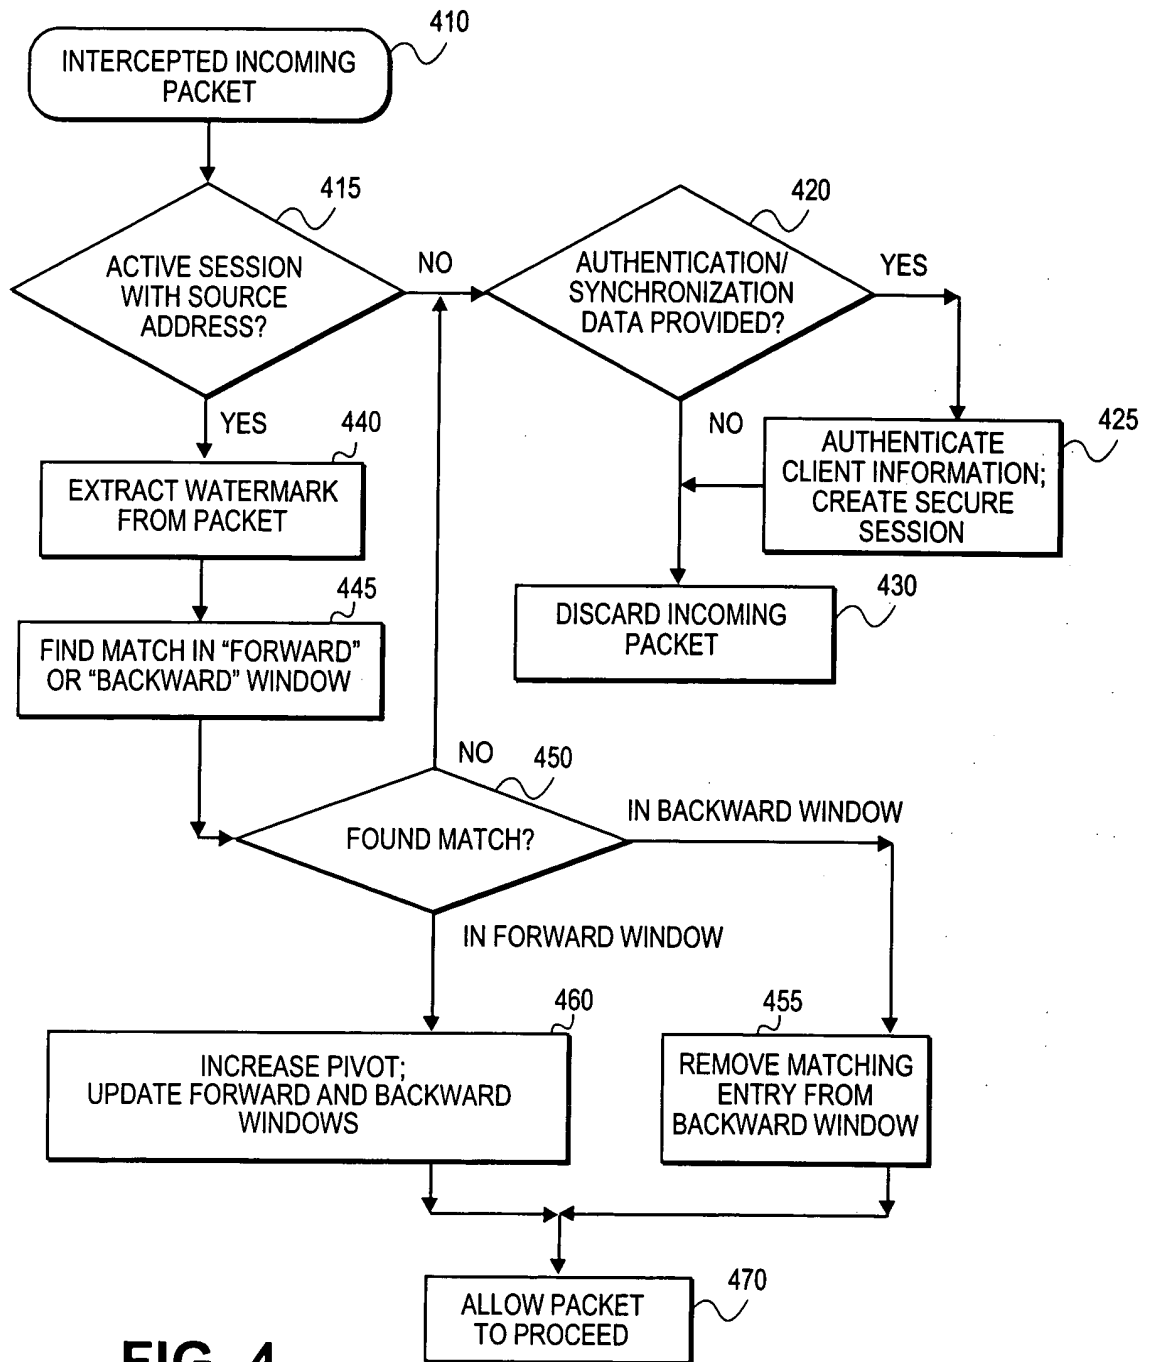 410
INTERCEPTED INCOMING
PACKET
415
ACTIVE SESSION
WITH SOURCE
ADDRESS?
NO
420
AUTHENTICATION/
SYNCHRONIZATION
DATA PROVIDED?
YES
YES
NO
425
AUTHENTICATE
CLIENT INFORMATION;
CREATE SECURE
SESSION
440
EXTRACT WATERMARK
FROM PACKET
430
DISCARD INCOMING
PACKET
445
FIND MATCH IN “FORWARD”
OR “BACKWARD” WINDOW
NO
450
FOUND MATCH?
IN BACKWARD WINDOW
IN FORWARD WINDOW
460
INCREASE PIVOT;
UPDATE FORWARD AND BACKWARD
WINDOWS
455
REMOVE MATCHING
ENTRY FROM
BACKWARD WINDOW
470
ALLOW PACKET
TO PROCEED
FIG. 4